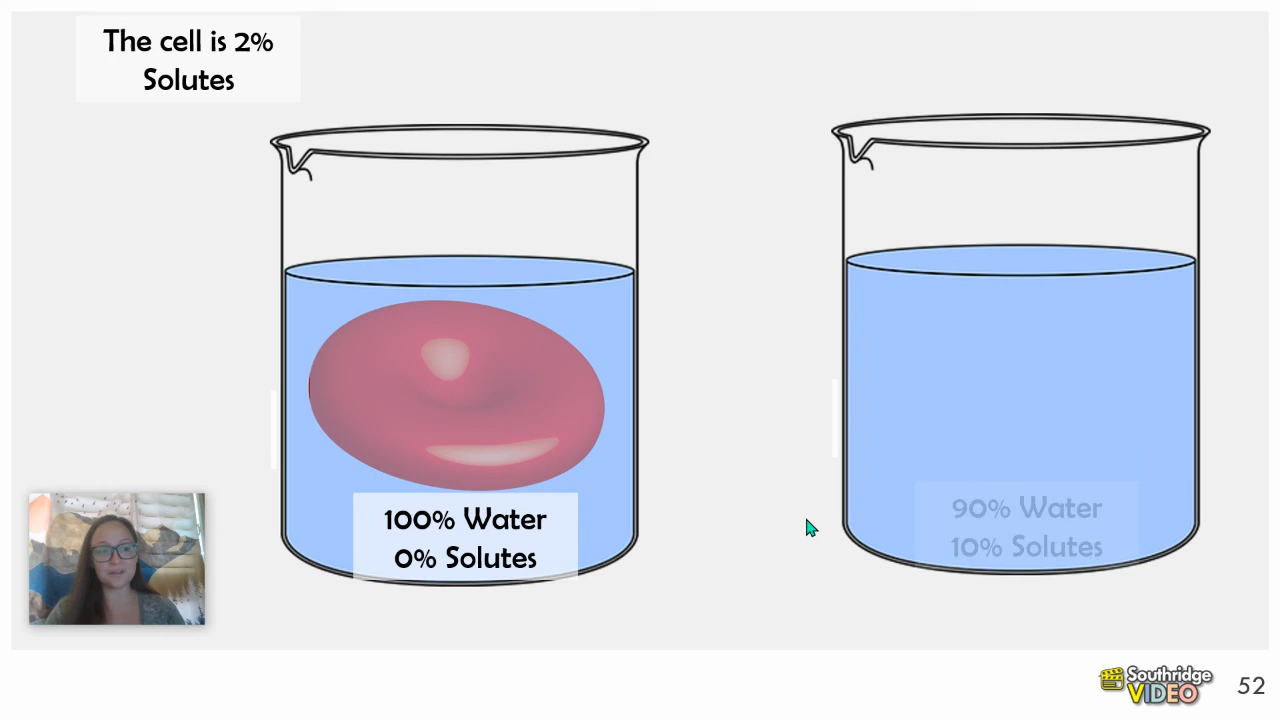 The cell is 2%
Solutes
100% Water
0% Solutes
90% Water
10% Solutes
Southridge
VIDEO
52